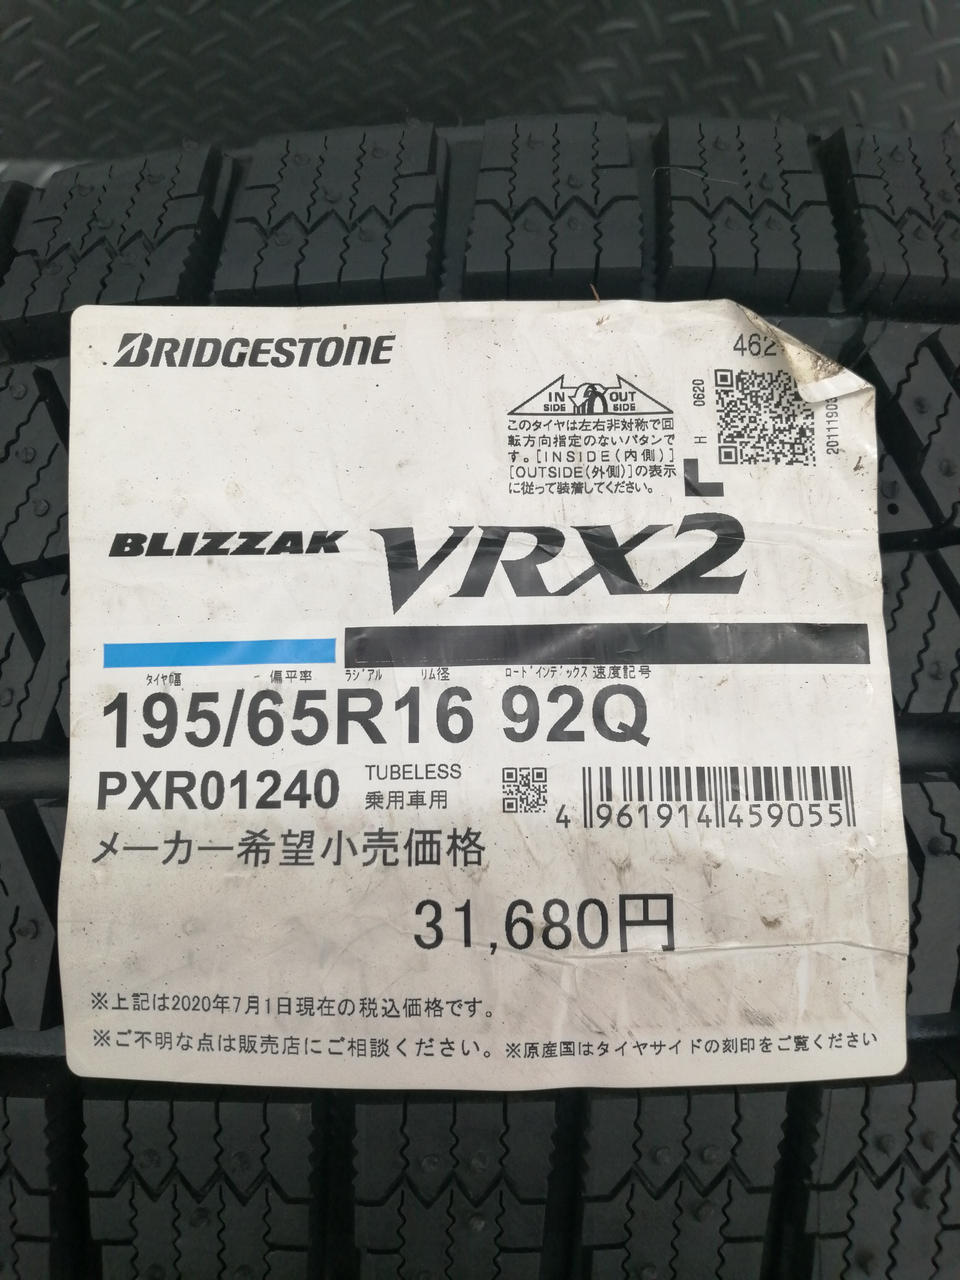 BRIDGESTONE
462
0620
H
20111903
IN SIDE OUT SIDE
このタイヤは左右非対称で回
転方向指定のないパタンで
す。[INSIDE(内側)]
[OUTSIDE(外側)]の表示
に従って装着してください。
L
BLIZZAK VRX2
タイヤ幅 偏平率 ラジアル リム径 ロードインデックス 速度記号
195/65R16 92Q
PXR01240
TUBELESS
乗用車用
4 961914 459055
メーカー希望小売価格
31,680円
※上記は2020年7月1日現在の税込価格です。
※ご不明な点は販売店にご相談ください。※原産国はタイヤサイドの刻印をご覧ください